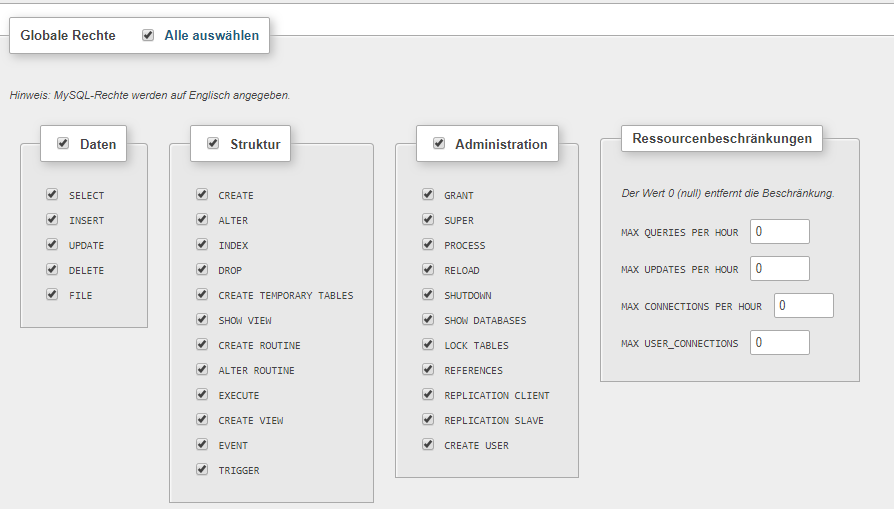 Globale Rechte Alle auswählen
Hinweis: MySQL-Rechte werden auf Englisch angegeben.
Daten
SELECT
INSERT
UPDATE
DELETE
FILE
Struktur
CREATE
ALTER
INDEX
DROP
CREATE TEMPORARY TABLES
SHOW VIEW
CREATE ROUTINE
ALTER ROUTINE
EXECUTE
CREATE VIEW
EVENT
TRIGGER
Administration
GRANT
SUPER
PROCESS
RELOAD
SHUTDOWN
SHOW DATABASES
LOCK TABLES
REFERENCES
REPLICATION CLIENT
REPLICATION SLAVE
CREATE USER
Ressourcenbeschränkungen
Der Wert 0 (null) entfernt die Beschränkung.
MAX QUERIES PER HOUR 0
MAX UPDATES PER HOUR 0
MAX CONNECTIONS PER HOUR 0
MAX USER_CONNECTIONS 0